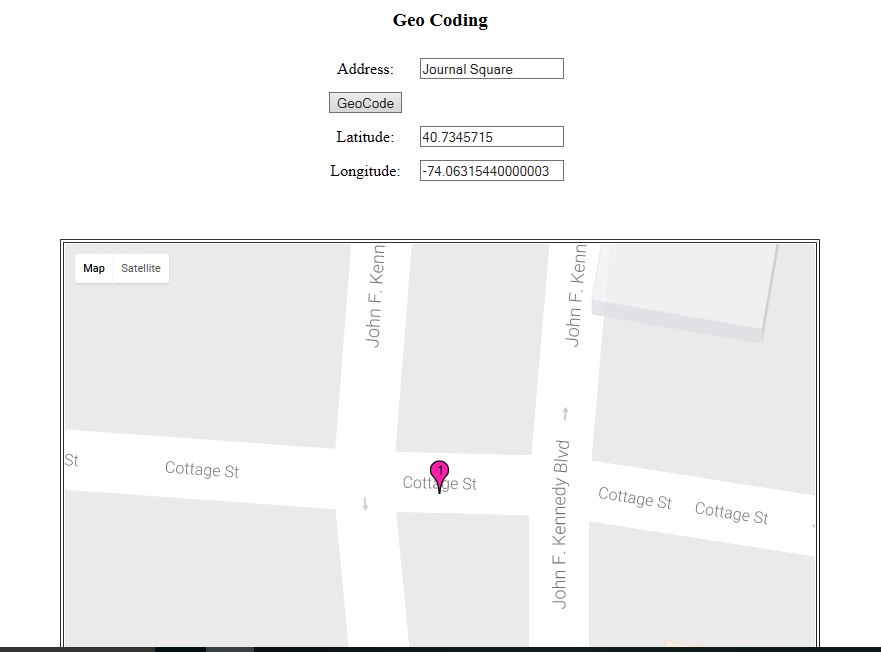 Geo Coding
Address: Journal Square
GeoCode
Latitude: 40.7345715
Longitude: -74.06315440000003
Map Satellite
John F. Kenn
John F. Kenn
St
Cottage St
1
Cottage St
John F. Kennedy Blvd
Cottage St
Cottage St